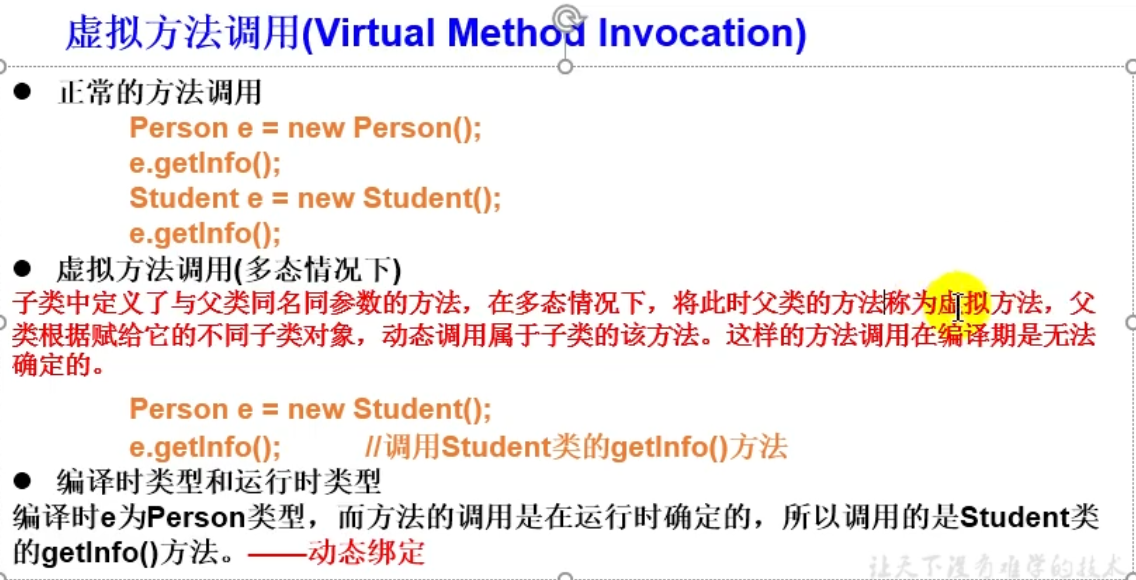 虚拟方法调用(Virtual Method Invocation)
● 正常的方法调用
Person e = new Person();
e.getInfo();
Student e = new Student();
e.getInfo();
● 虚拟方法调用(多态情况下)
子类中定义了与父类同名同参数的方法，在多态情况下，将此时父类的方法称为虚拟方法，父
类根据赋给它的不同子类对象，动态调用属于子类的该方法。这样的方法调用在编译期是无法
确定的。
Person e = new Student();
e.getInfo(); //调用Student类的getInfo()方法
● 编译时类型和运行时类型
编译时e为Person类型，而方法的调用是在运行时确定的，所以调用的是Student类
的getInfo()方法。——动态绑定
让天下没有难学的技术